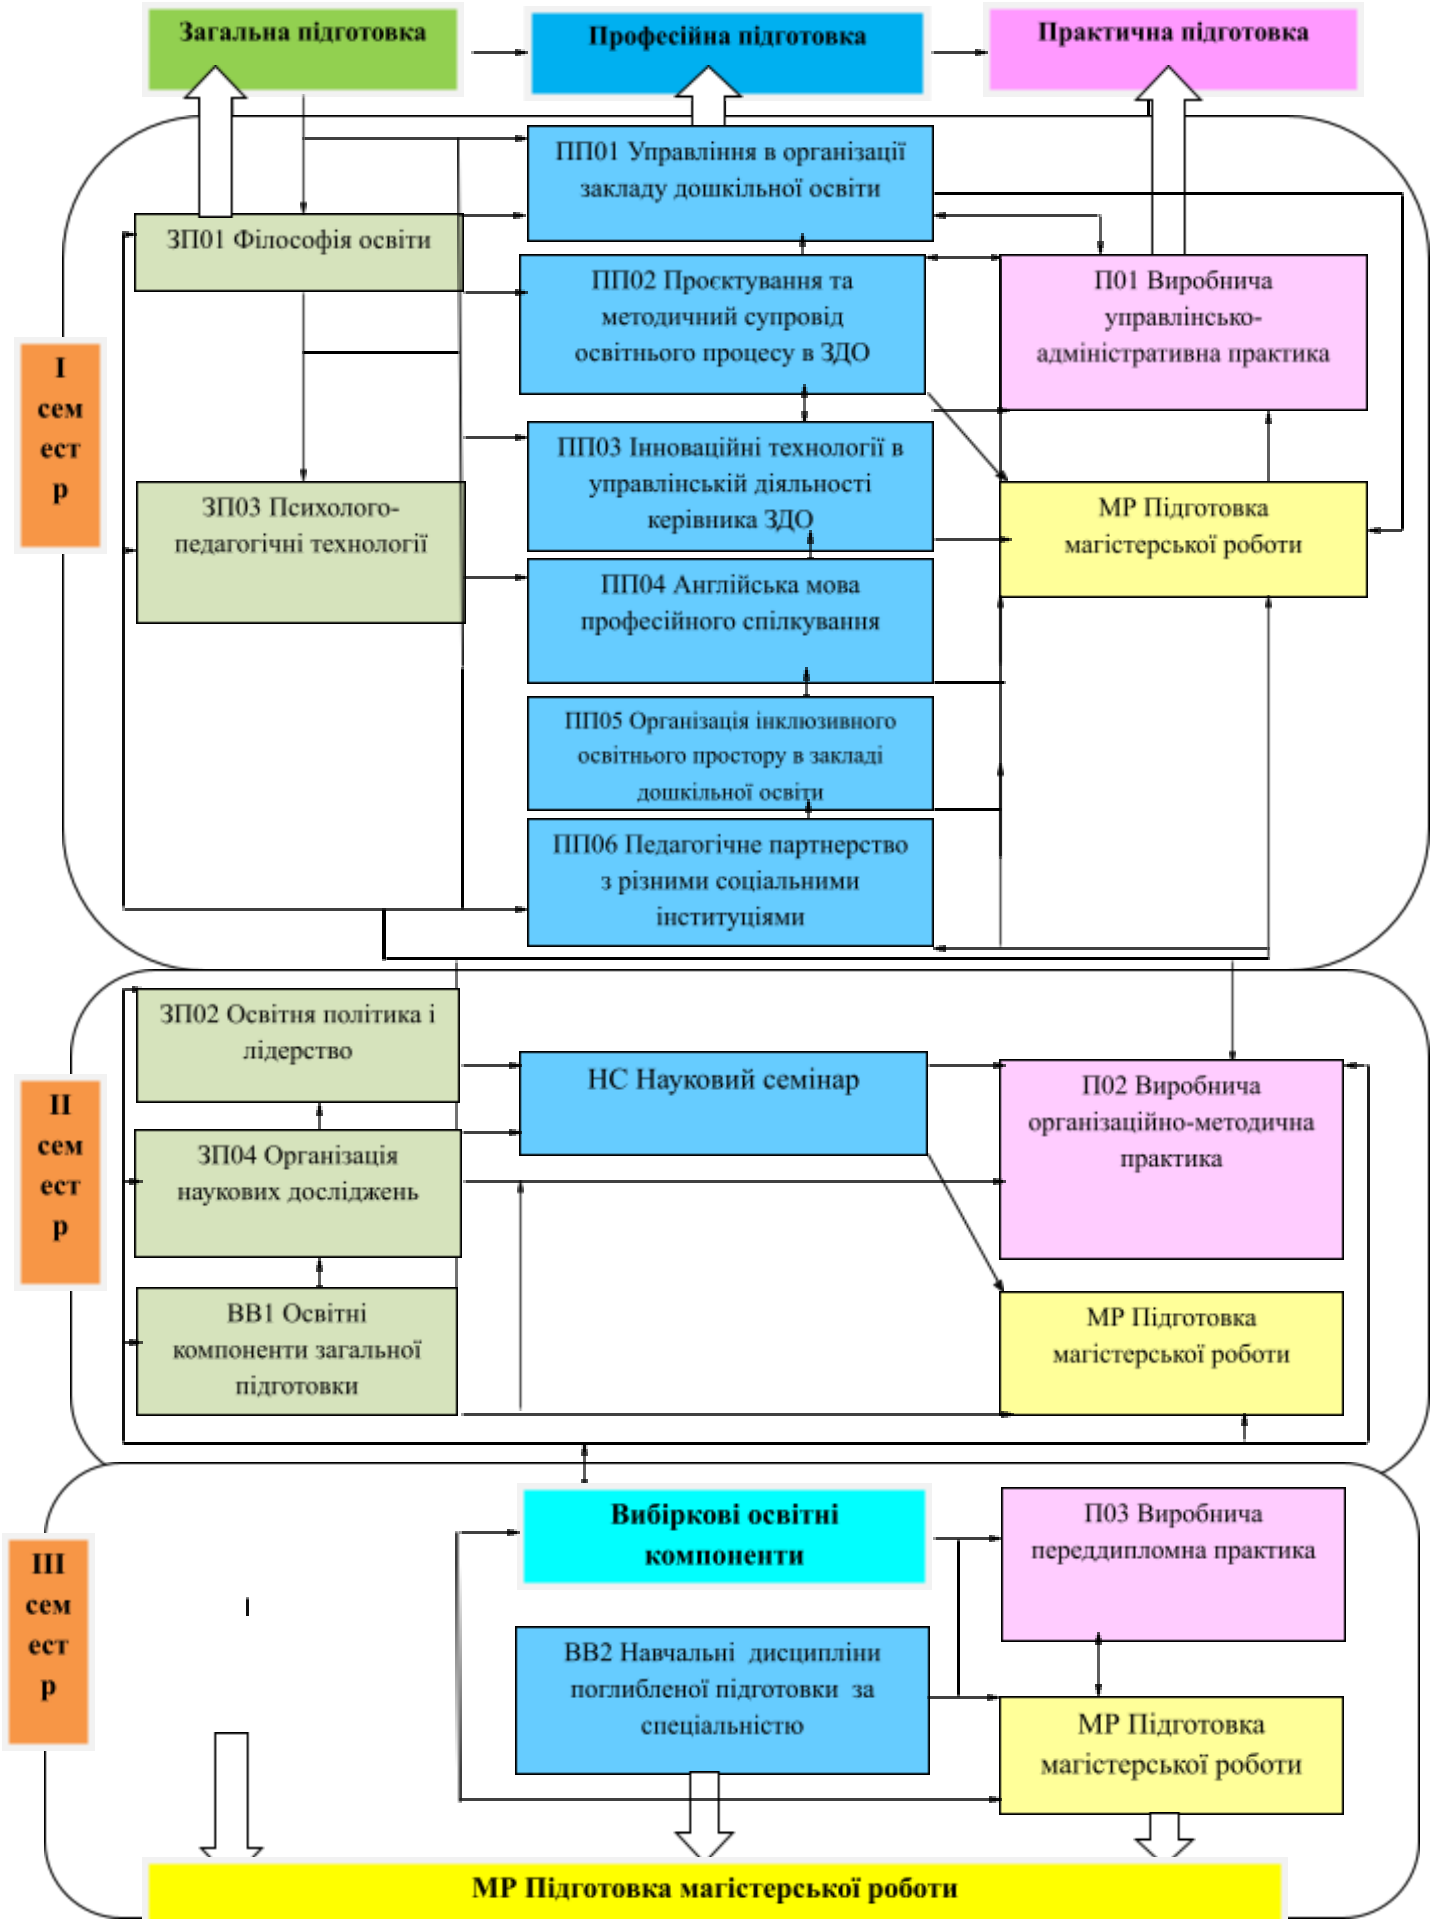 Загальна підготовка
Професійна підготовка
Практична підготовка
І
сем
ест
р
ЗП01 Філософія освіти
ЗП03 Психолого-
педагогічні технології
ПП01 Управління в організації
закладу дошкільної освіти
ПП02 Проєктування та
методичний супровід
освітнього процесу в ЗДО
ПП03 Інноваційні технології в
управлінській діяльності
керівника ЗДО
ПП04 Англійська мова
професійного спілкування
ПП05 Організація інклюзивного
освітнього простору в закладі
дошкільної освіти
ПП06 Педагогічне партнерство
з різними соціальними
інституціями
П01 Виробнича
управлінсько-
адміністративна практика
МР Підготовка
магістерської роботи
ІІ
сем
ест
р
ЗП02 Освітня політика і
лідерство
ЗП04 Організація
наукових досліджень
ВВ1 Освітні
компоненти загальної
підготовки
НС Науковий семінар
П02 Виробнича
організаційно-методична
практика
МР Підготовка
магістерської роботи
ІІІ
сем
ест
р
Вибіркові освітні
компоненти
ВВ2 Навчальні дисципліни
поглибленої підготовки за
спеціальністю
П03 Виробнича
переддипломна практика
МР Підготовка
магістерської роботи
МР Підготовка магістерської роботи